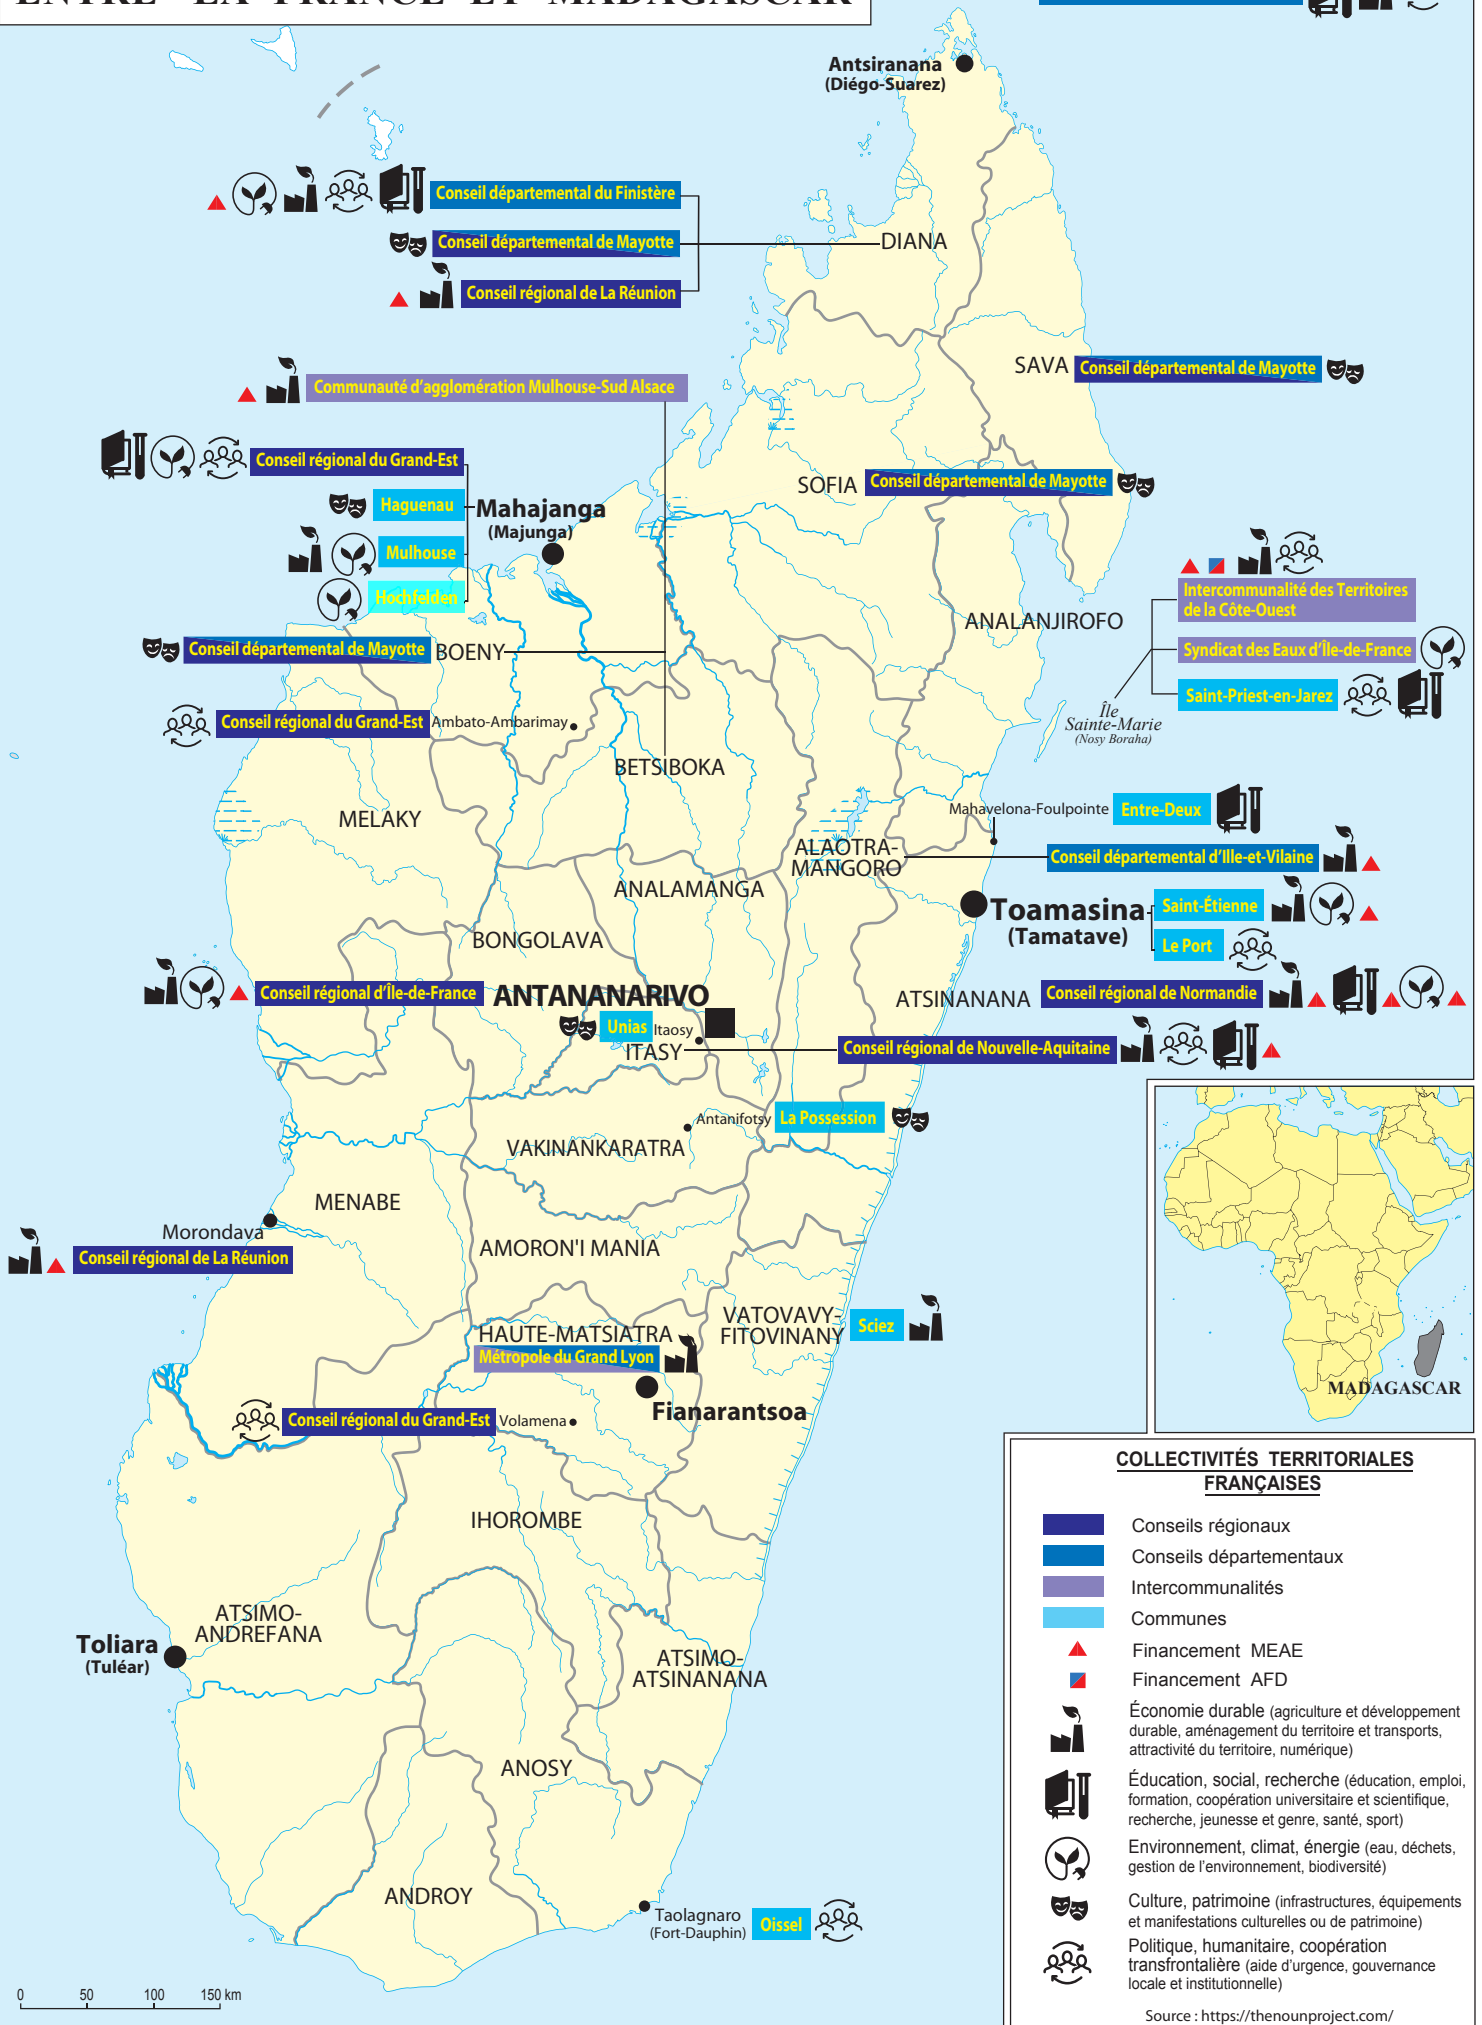 ENTRE LA FRANCE ET MADAGASCAR
Antsiranana
(Diégo-Suarez)
Conseil départemental du Finistère
Conseil départemental de Mayotte
DIANA
Conseil régional de La Réunion
SAVA
Conseil départemental de Mayotte
Communauté d'agglomération Mulhouse-Sud Alsace
Conseil régional du Grand-Est
SOFIA
Conseil départemental de Mayotte
Haguenau
Mahajanga
(Majunga)
Mulhouse
Hochfelden
Intercommunalité des Territoires
de la Côte-Ouest
ANALANJIROFO
Conseil départemental de Mayotte
BOENY
Syndicat des Eaux d'Île-de-France
Saint-Priest-en-Jarez
Île
Sainte-Marie
(Nosy Boraha)
Conseil régional du Grand-Est
Ambato-Ambarimay
BETSIBOKA
MELAKY
Mahavelona-Foulpointe
Entre-Deux
ALAOTRA-
MANGORO
Conseil départemental d'Ille-et-Vilaine
ANALAMANGA
Toamasina
(Tamatave)
Saint-Étienne
Le Port
BONGOLAVA
Conseil régional d'Île-de-France
ANTANANARIVO
ATSINANANA
Conseil régional de Normandie
Unias
Itaosy
ITASY
Conseil régional de Nouvelle-Aquitaine
Antanifotsy
La Possession
VAKINANKARATRA
MENABE
Morondava
Conseil régional de La Réunion
AMORON'I MANIA
VATOVAVY-
FITOVINANY
Sciez
HAUTE-MATSIATRA
Métropole du Grand Lyon
Fianarantsoa
Conseil régional du Grand-Est
Volamena
IHOROMBE
ATSIMO-
ANDREFANA
Toliara
(Tuléar)
ATSIMO-
ATSINANANA
ANOSY
ANDROY
Taolagnaro
(Fort-Dauphin)
Oissel
0 50 100 150 km
MADAGASCAR
COLLECTIVITÉS TERRITORIALES
FRANÇAISES
Conseils régionaux
Conseils départementaux
Intercommunalités
Communes
Financement MEAE
Financement AFD
Économie durable (agriculture et développement
durable, aménagement du territoire et transports,
attractivité du territoire, numérique)
Éducation, social, recherche (éducation, emploi,
formation, coopération universitaire et scientifique,
recherche, jeunesse et genre, santé, sport)
Environnement, climat, énergie (eau, déchets,
gestion de l'environnement, biodiversité)
Culture, patrimoine (infrastructures, équipements
et manifestations culturelles ou de patrimoine)
Politique, humanitaire, coopération
transfrontalière (aide d'urgence, gouvernance
locale et institutionnelle)
Source : https://thenounproject.com/